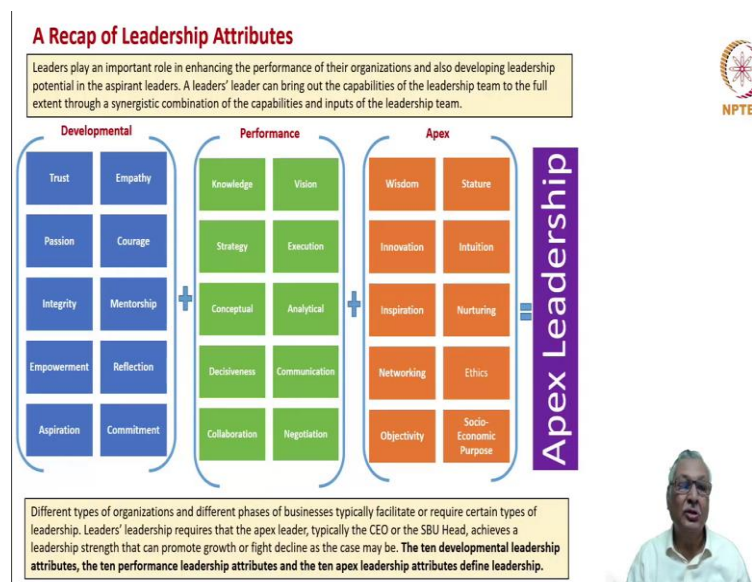 A Recap of Leadership Attributes
Leaders play an important role in enhancing the performance of their organizations and also developing leadership
potential in the aspirant leaders. A leaders' leader can bring out the capabilities of the leadership team to the full
extent through a synergistic combination of the capabilities and inputs of the leadership team.
NPTE
Developmental
Performance
Apex
Trust
Empathy
Passion
Courage
Integrity
Mentorship
Empowerment
Reflection
Aspiration
Commitment
+
Knowledge
Vision
Strategy
Execution
Conceptual
Analytical
Decisiveness
Communication
Collaboration
Negotiation
+
Wisdom
Stature
Innovation
Intuition
Inspiration
Nurturing
Networking
Ethics
Objectivity
Socio-
Economic
Purpose
=
Apex Leadership
Different types of organizations and different phases of businesses typically facilitate or require certain types of
leadership. Leaders' leadership requires that the apex leader, typically the CEO or the SBU Head, achieves a
leadership strength that can promote growth or fight decline as the case may be. The ten developmental leadership
attributes, the ten performance leadership attributes and the ten apex leadership attributes define leadership.